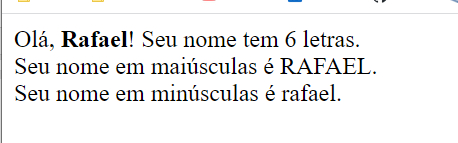 Olá, Rafael! Seu nome tem 6 letras.
Seu nome em maiúsculas é RAFAEL.
Seu nome em minúsculas é rafael.